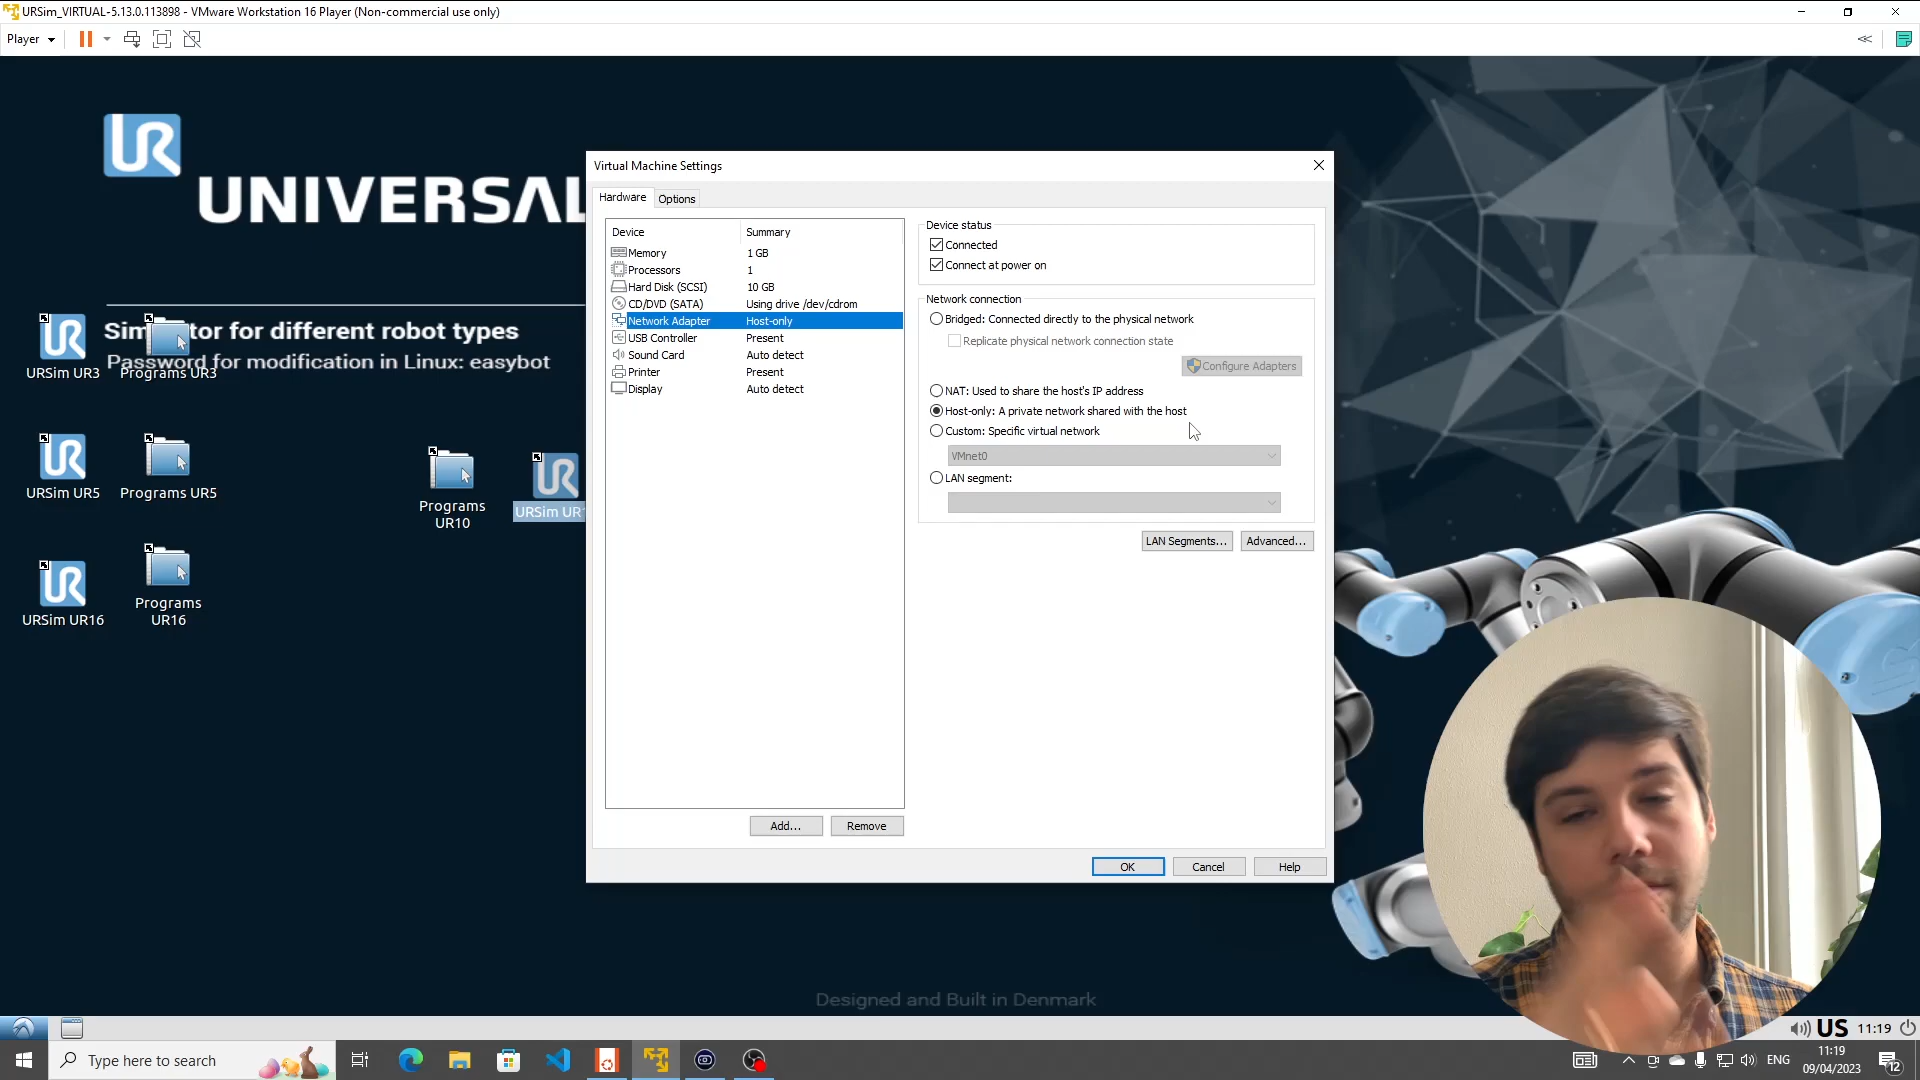 URSim_VIRTUAL-5.13.0.113898 - VMware Workstation 16 Player (Non-commercial use only)
Player
UR
UNIVERSAL
for different robot types
Password for modification in Linux: easybot
URSim UR3
Programs UR3
URSim UR5
Programs UR5
URSim UR16
Programs
UR16
Programs
UR10
URSim UR1
Virtual Machine Settings
Hardware
Options
Device
Summary
Memory
1 GB
Processors
1
Hard Disk (SCSI)
10 GB
CD/DVD (SATA)
Using drive /dev/cdrom
Network Adapter
Host-only
USB Controller
Present
Sound Card
Auto detect
Printer
Present
Display
Auto detect
Add...
Remove
Device status
Connected
Connect at power on
Network connection
Bridged: Connected directly to the physical network
Replicate physical network connection state
Configure Adapters
NAT: Used to share the host's IP address
Host-only: A private network shared with the host
Custom: Specific virtual network
VMnet0
LAN segment:
LAN Segments...
Advanced...
OK
Cancel
Help
Designed and Built in Denmark
US
11:19
Type here to search
ENG
11:19
09/04/2023
12